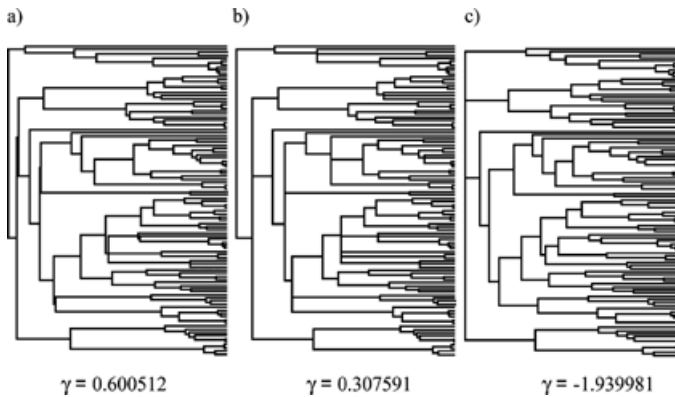 a) b) c)
γ = 0.600512 γ = 0.307591 γ = -1.939981